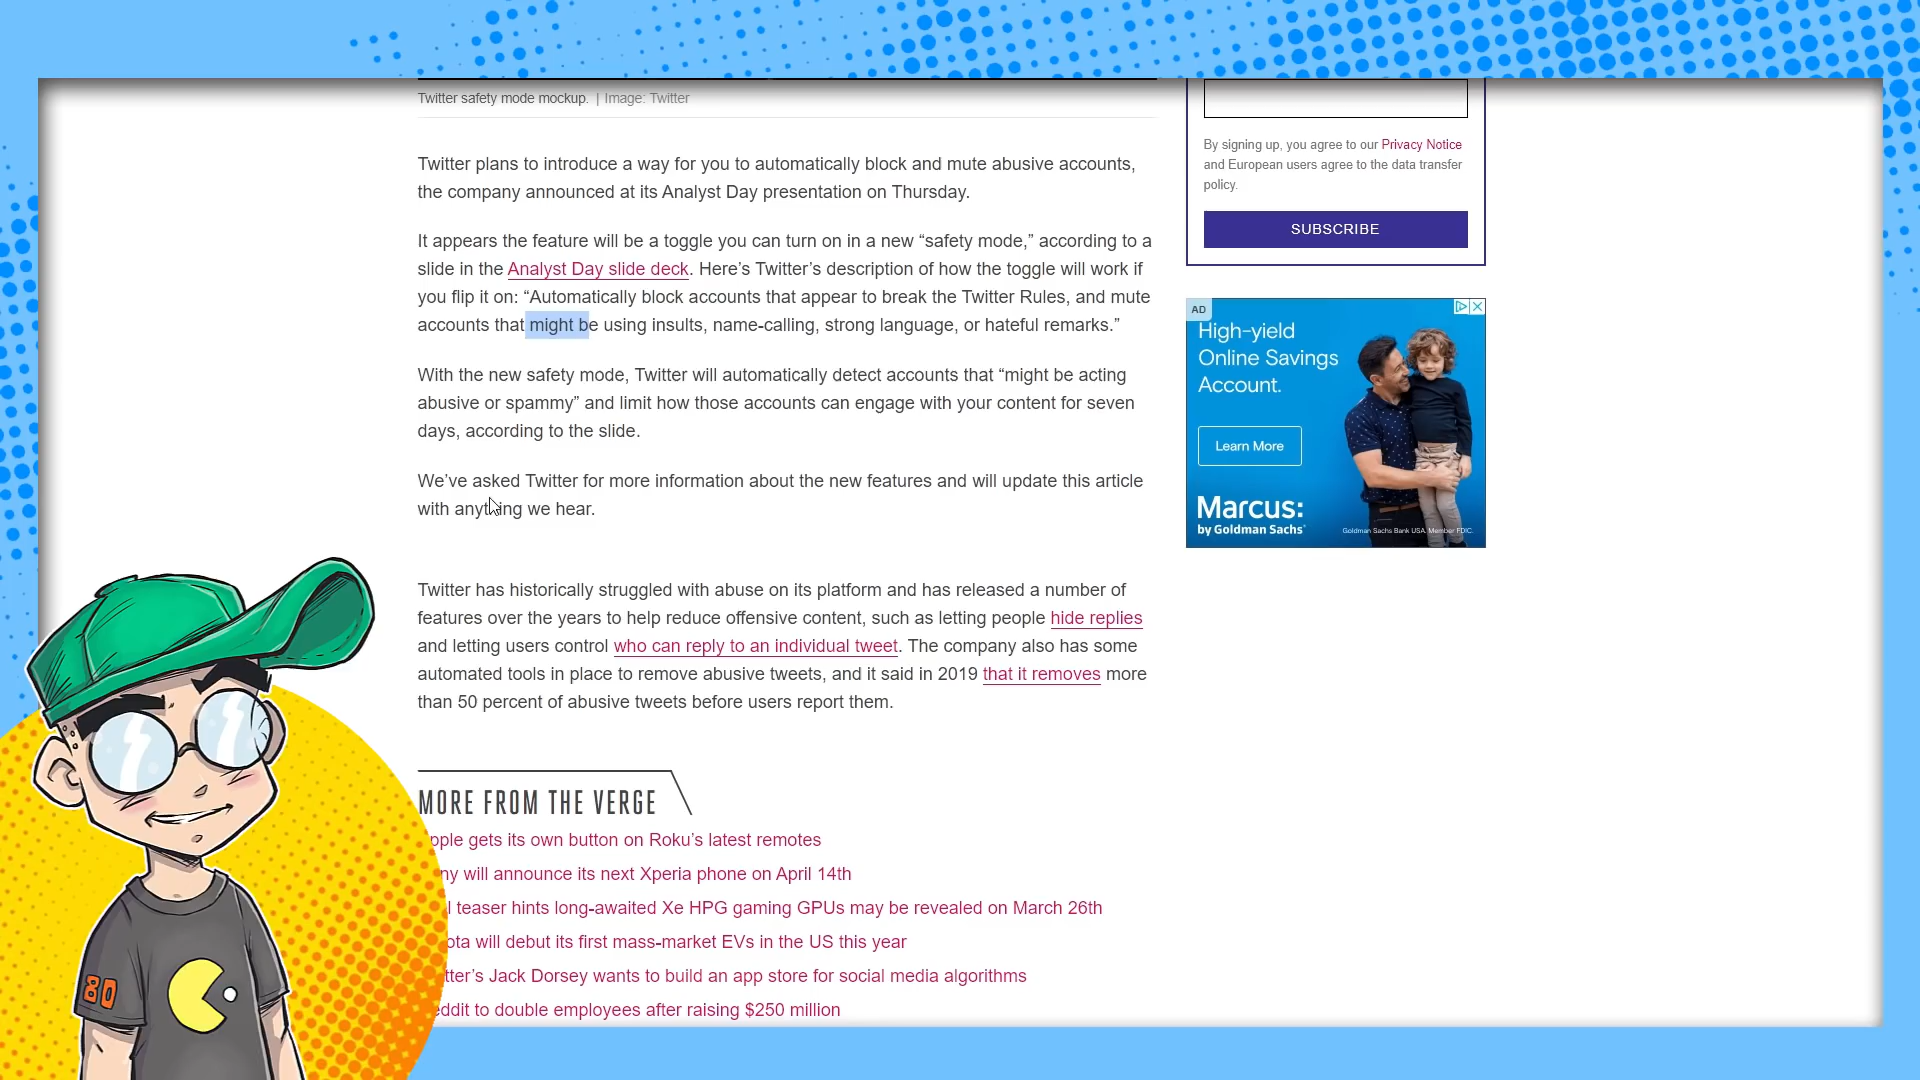 Twitter safety mode mockup. | Image: Twitter
Twitter plans to introduce a way for you to automatically block and mute abusive accounts,
the company announced at its Analyst Day presentation on Thursday.
It appears the feature will be a toggle you can turn on in a new “safety mode,” according to a
slide in the Analyst Day slide deck. Here’s Twitter’s description of how the toggle will work if
you flip it on: “Automatically block accounts that appear to break the Twitter Rules, and mute
accounts that might be using insults, name-calling, strong language, or hateful remarks.”
With the new safety mode, Twitter will automatically detect accounts that “might be acting
abusive or spammy” and limit how those accounts can engage with your content for seven
days, according to the slide.
We’ve asked Twitter for more information about the new features and will update this article
with anything we hear.
Twitter has historically struggled with abuse on its platform and has released a number of
features over the years to help reduce offensive content, such as letting people hide replies
and letting users control who can reply to an individual tweet. The company also has some
automated tools in place to remove abusive tweets, and it said in 2019 that it removes more
than 50 percent of abusive tweets before users report them.
MORE FROM THE VERGE
pple gets its own button on Roku’s latest remotes
ny will announce its next Xperia phone on April 14th
l teaser hints long-awaited Xe HPG gaming GPUs may be revealed on March 26th
ota will debut its first mass-market EVs in the US this year
tter’s Jack Dorsey wants to build an app store for social media algorithms
eddit to double employees after raising $250 million
By signing up, you agree to our Privacy Notice
and European users agree to the data transfer
policy.
SUBSCRIBE
AD
High-yield
Online Savings
Account.
Learn More
Marcus:
by Goldman Sachs®
Goldman Sachs Bank USA. Member FDIC.
80